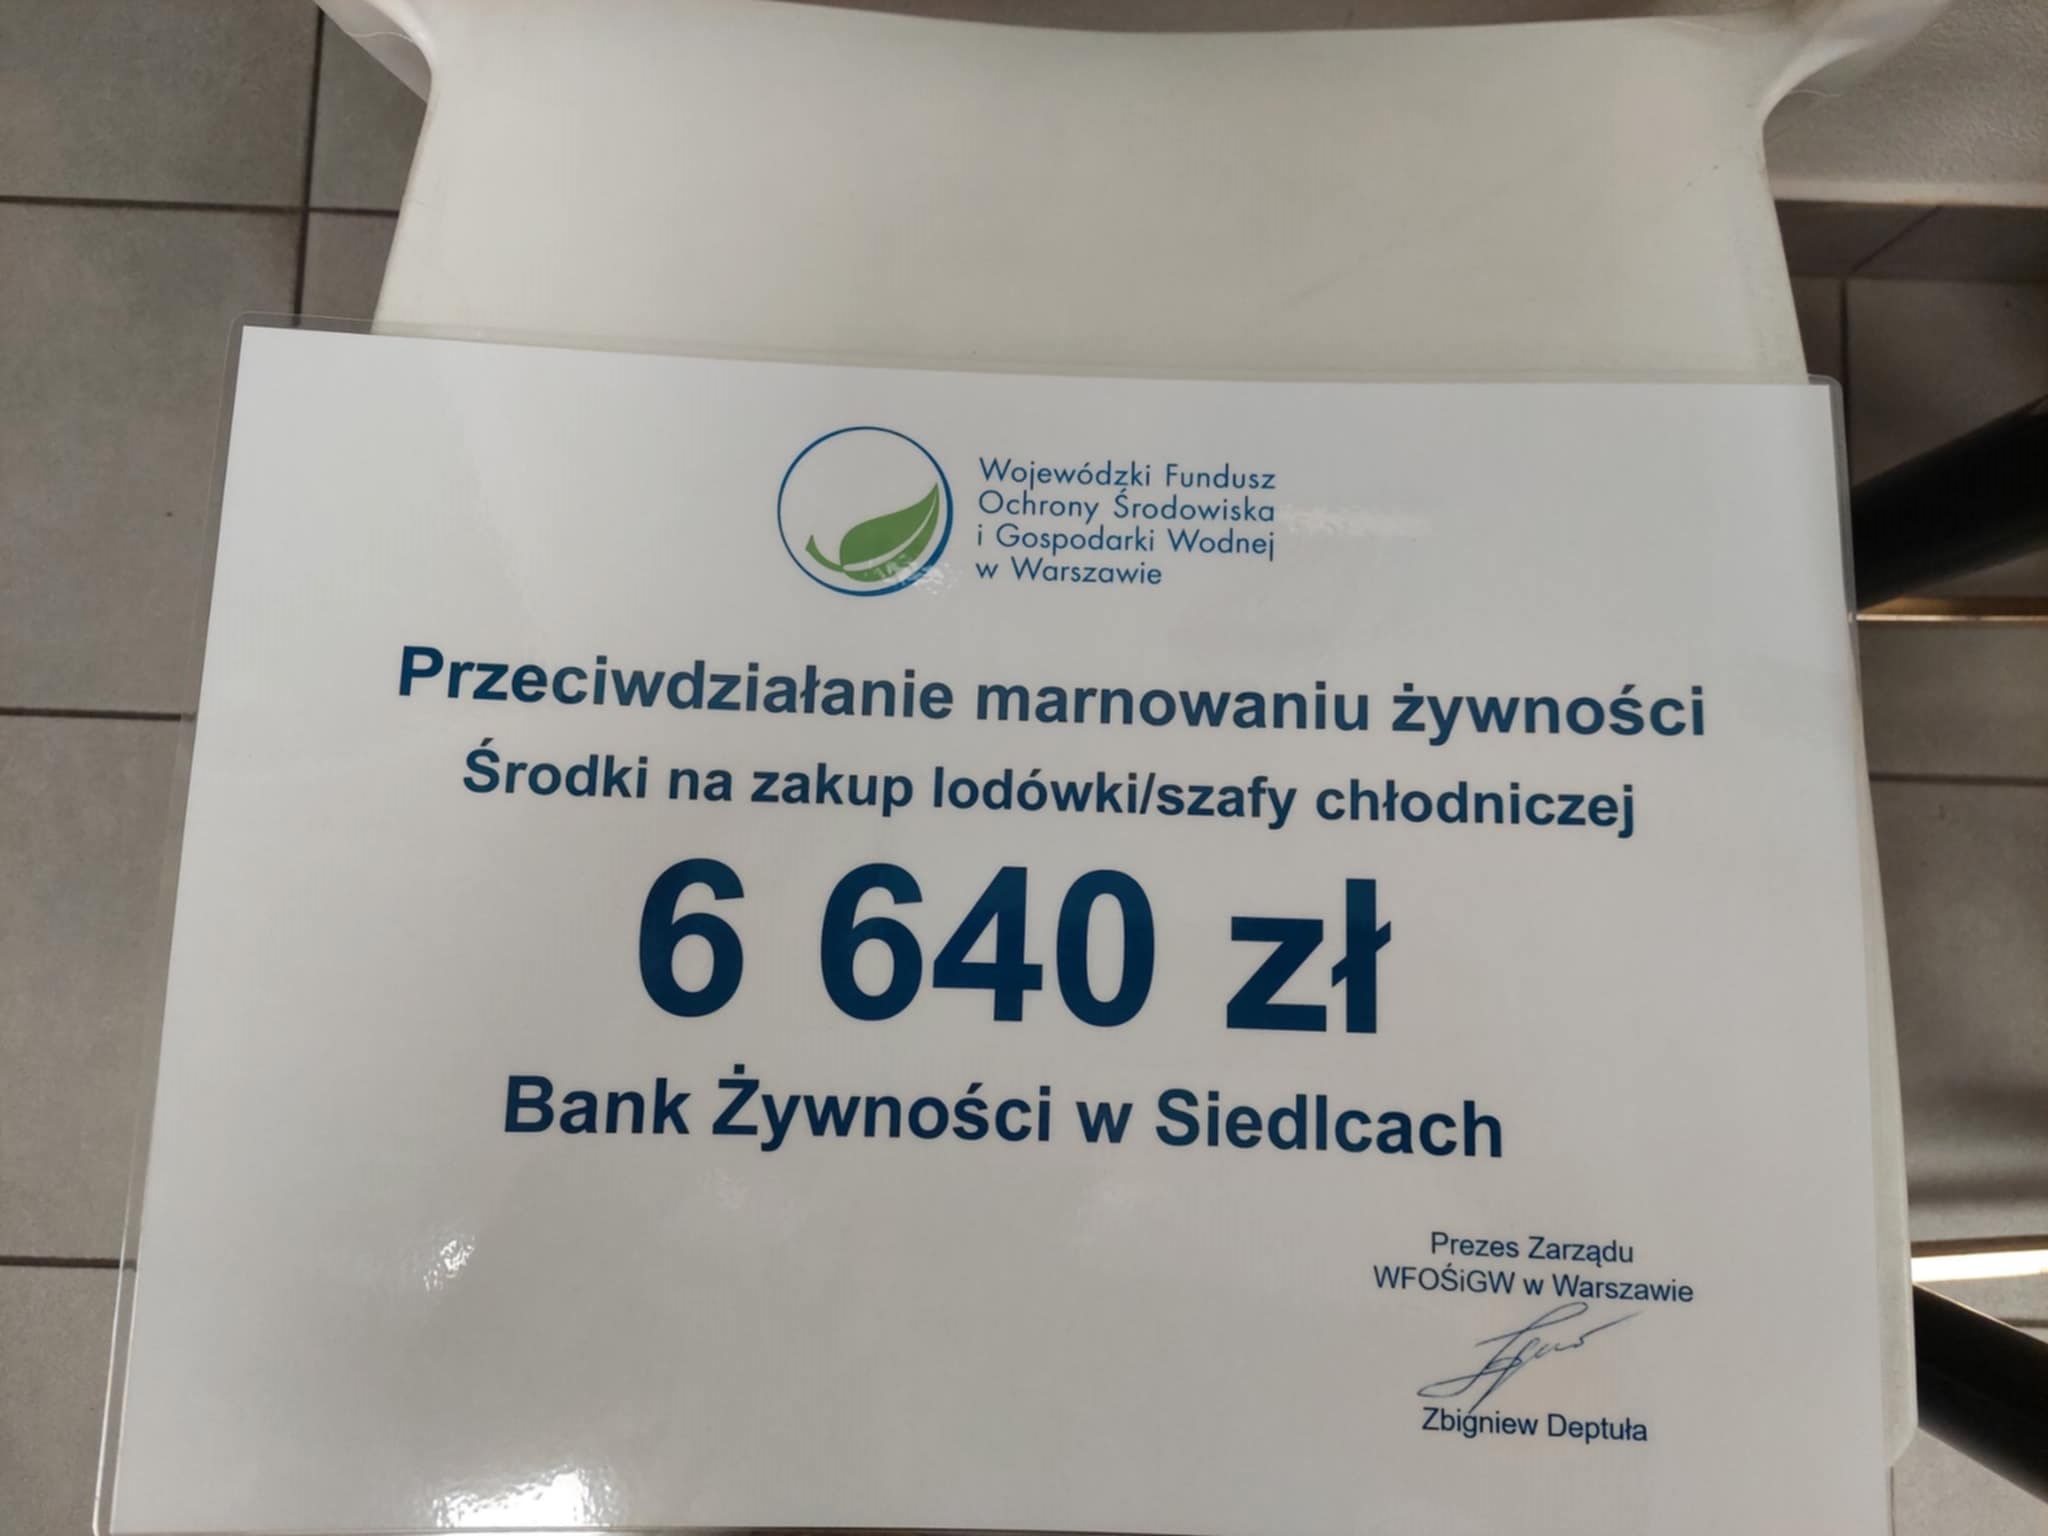 Wojewódzki Fundusz
Ochrony Środowiska
i Gospodarki Wodnej
w Warszawie
Przeciwdziałanie marnowaniu żywności
Środki na zakup lodówki/szafy chłodniczej
6 640 zł
Bank Żywności w Siedlcach
Prezes Zarządu
WFOŚiGW w Warszawie
Zbigniew Deptuła